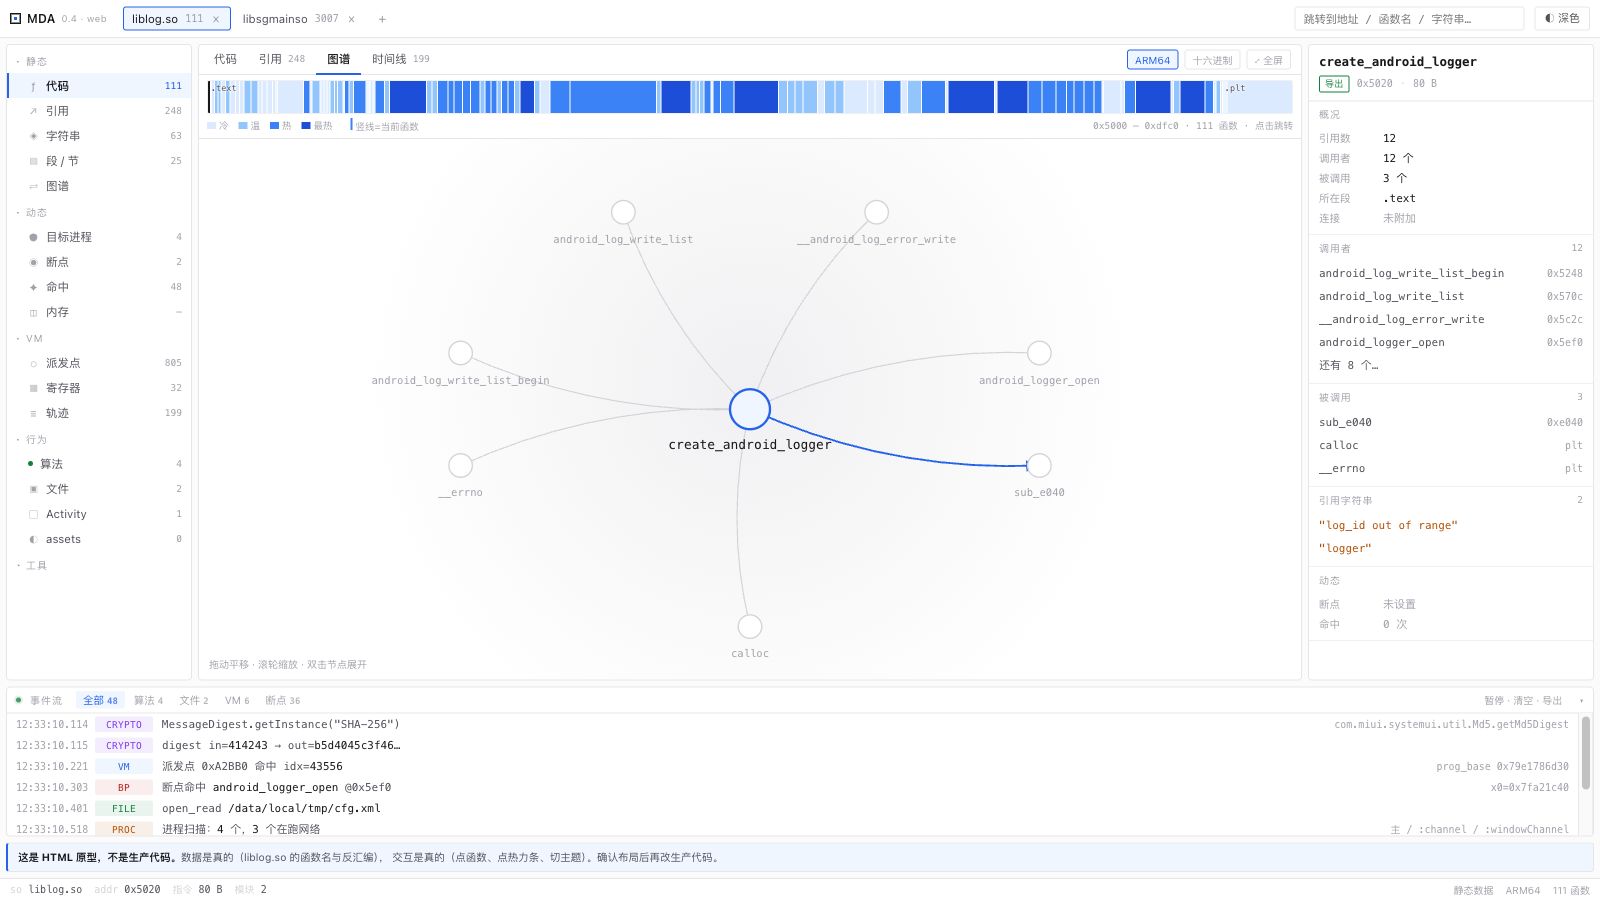 MDA 0.4 · web
liblog.so 111 ×
libsgmainso 3007 ×
+
跳转到地址 / 函数名 / 字符串…
深色
静态
代码 111
引用 248
字符串 63
段 / 节 25
图谱
动态
目标进程 4
断点 2
命中 48
内存 —
VM
派发点 805
寄存器 32
轨迹 199
行为
算法 4
文件 2
Activity 1
assets 0
工具
代码 引用 248 图谱 时间线 199
ARM64 十六进制 全屏
.text .plt
冷 温 热 最热 竖线=当前函数
0x5000 — 0xdfc0 · 111 函数 · 点击跳转
android_log_write_list
__android_log_error_write
android_log_write_list_begin
android_logger_open
create_android_logger
__errno
sub_e040
calloc
拖动平移 · 滚轮缩放 · 双击节点展开
create_android_logger
导出 0x5020 · 80 B
概况
引用数 12
调用者 12 个
被调用 3 个
所在段 .text
连接 未附加
调用者 12
android_log_write_list_begin 0x5248
android_log_write_list 0x570c
__android_log_error_write 0x5c2c
android_logger_open 0x5ef0
还有 8 个…
被调用 3
sub_e040 0xe040
calloc plt
__errno plt
引用字符串 2
"log_id out of range"
"logger"
动态
断点 未设置
命中 0 次
事件流 全部 48 算法 4 文件 2 VM 6 断点 36
暂停 · 清空 · 导出
12:33:10.114 CRYPTO MessageDigest.getInstance("SHA-256") com.miui.systemui.util.Md5.getMd5Digest
12:33:10.115 CRYPTO digest in=414243 → out=b5d4045c3f46…
12:33:10.221 VM 派发点 0xA2BB0 命中 idx=43556 prog_base 0x79e1786d30
12:33:10.303 BP 断点命中 android_logger_open @0x5ef0 x0=0x7fa21c40
12:33:10.401 FILE open_read /data/local/tmp/cfg.xml
12:33:10.518 PROC 进程扫描: 4 个, 3 个在跑网络 主 / :channel / :windowChannel
这是 HTML 原型，不是生产代码。数据是真的（liblog.so 的函数名与反汇编）， 交互是真的（点函数、点热力条、切主题）。确认布局后再改生产代码。
so liblog.so addr 0x5020 指令 80 B 模块 2
静态数据 ARM64 111 函数